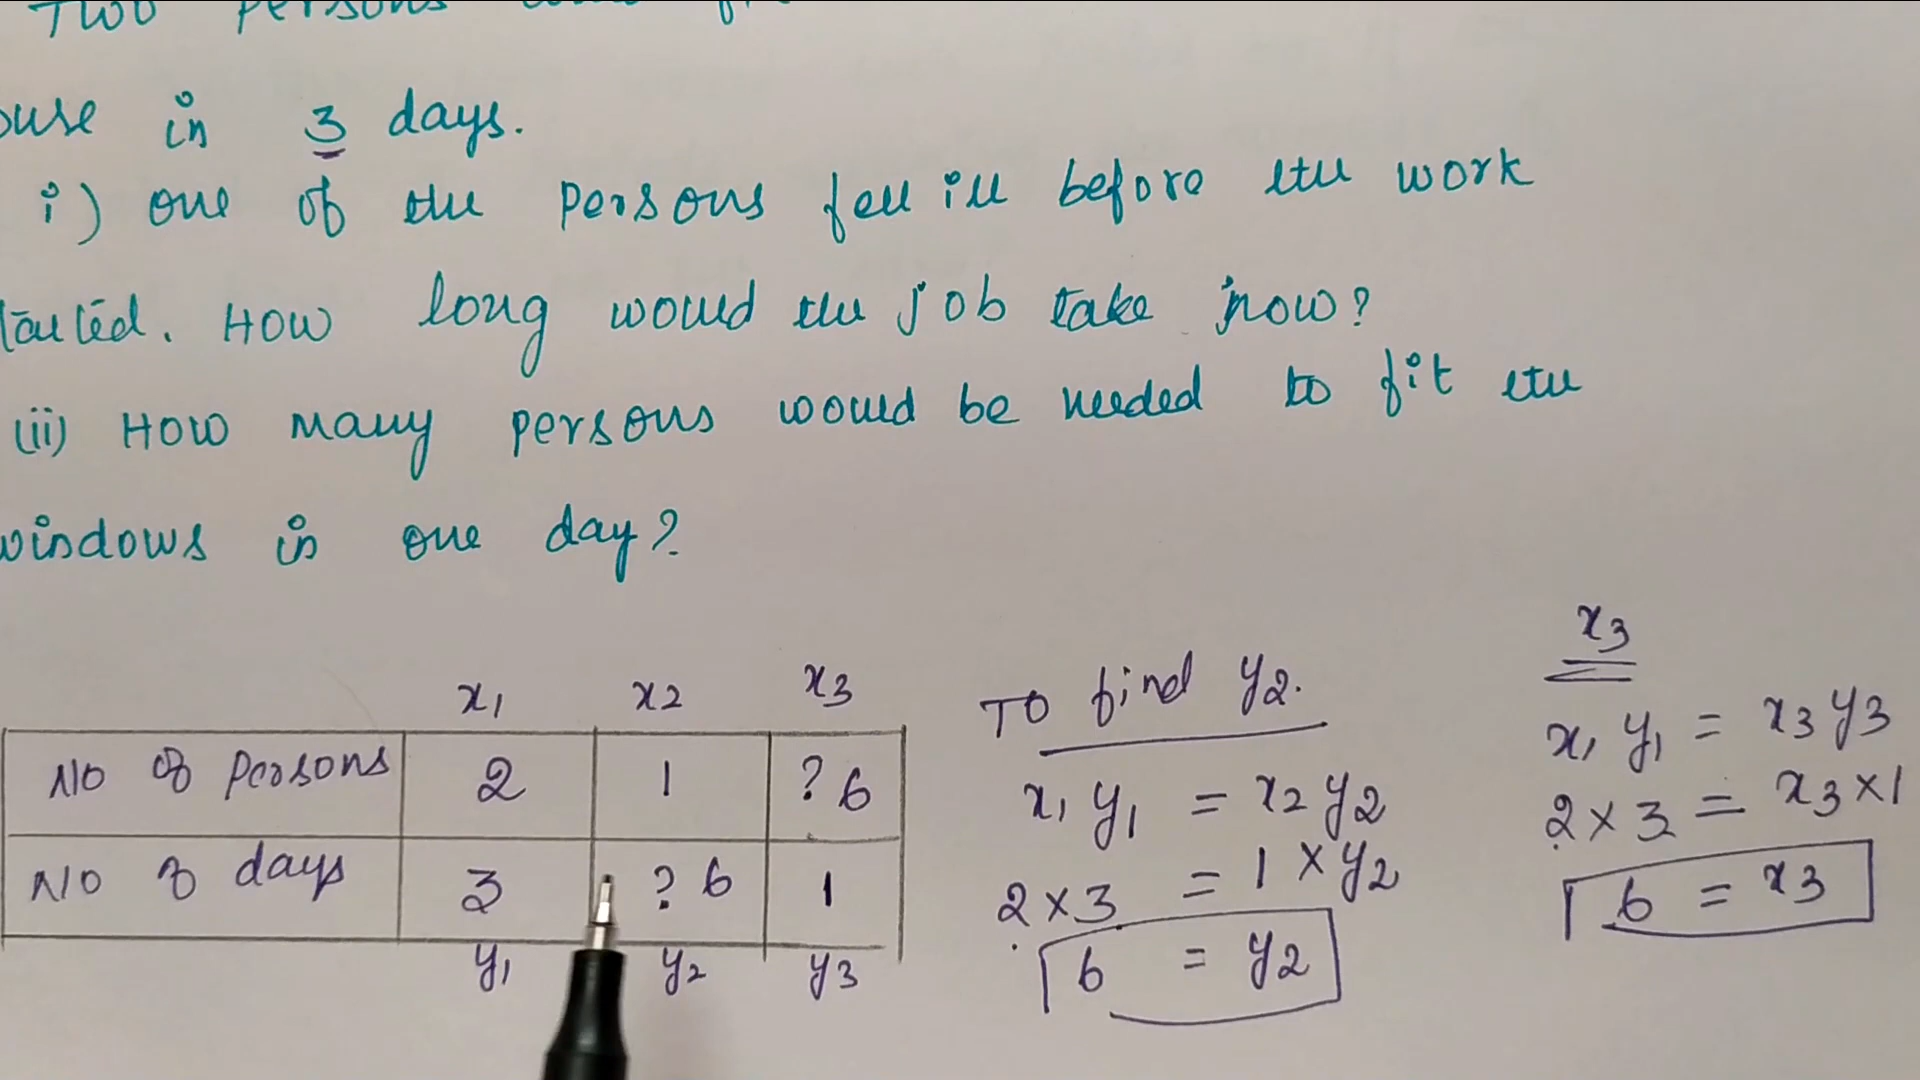 Two persons
ouse in 3 days.
i) one of the persons fell ill before the work
started. How long would the job take now?
(ii) How many persons would be needed to fit the
windows in one day?
x1 x2 x3
No of Persons 2 1 ? 6
No of days 3 ? 6 1
y1 y2 y3
To find y2.
x1 y1 = x2 y2
2 × 3 = 1 × y2
6 = y2
x3
x1 y1 = x3 y3
2 × 3 = x3 × 1
6 = x3